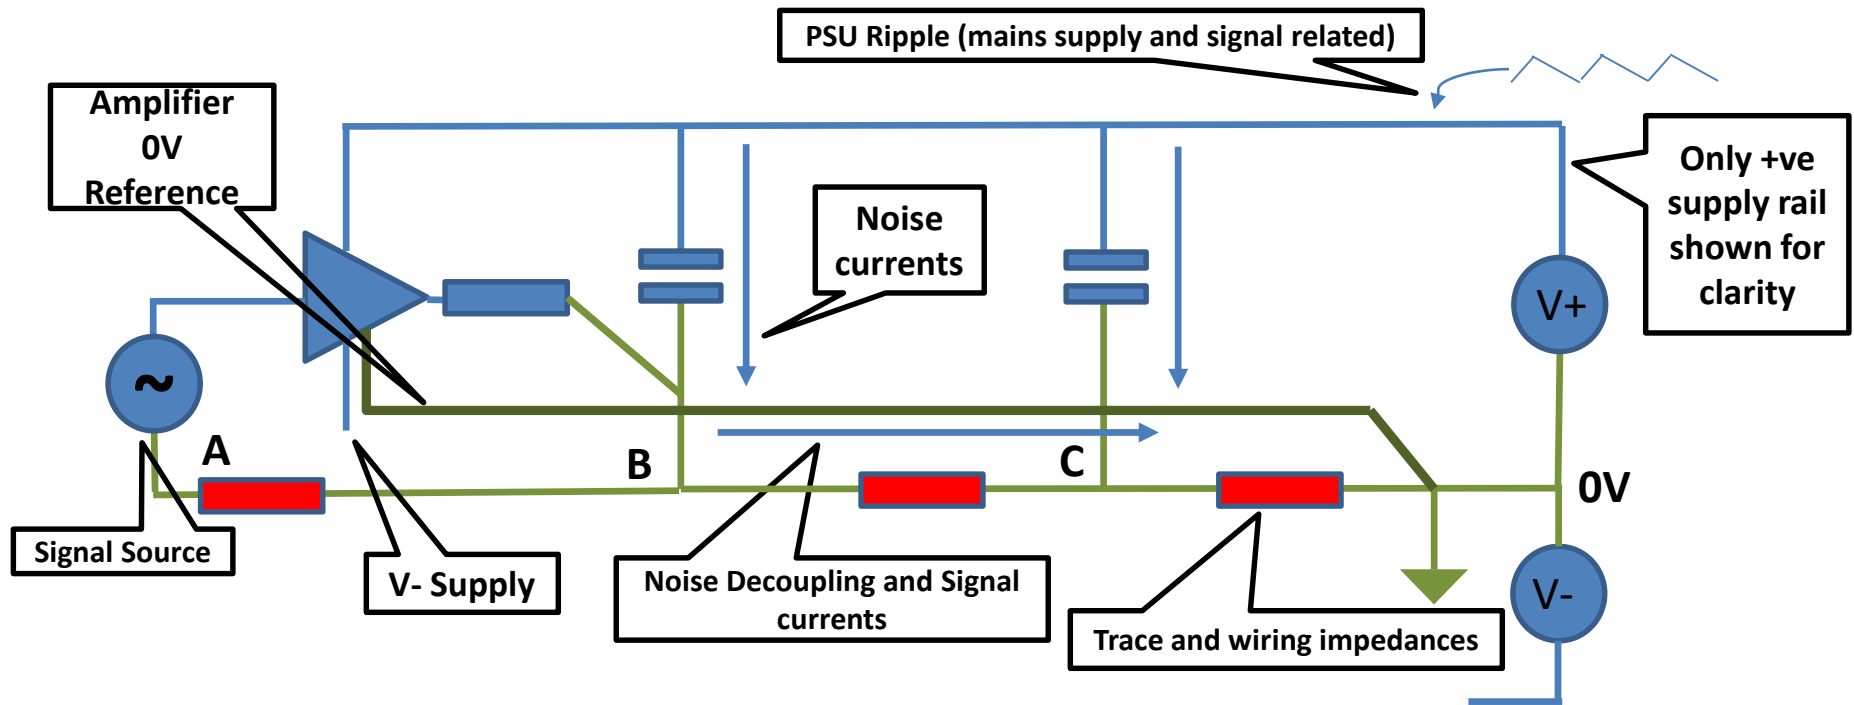 PSU Ripple (mains supply and signal related)
Amplifier
0V
Reference
Only +ve
supply rail
shown for
clarity
Noise
currents
V+
~
A
B
C
0V
Signal Source
V- Supply
Noise Decoupling and Signal
currents
Trace and wiring impedances
V-